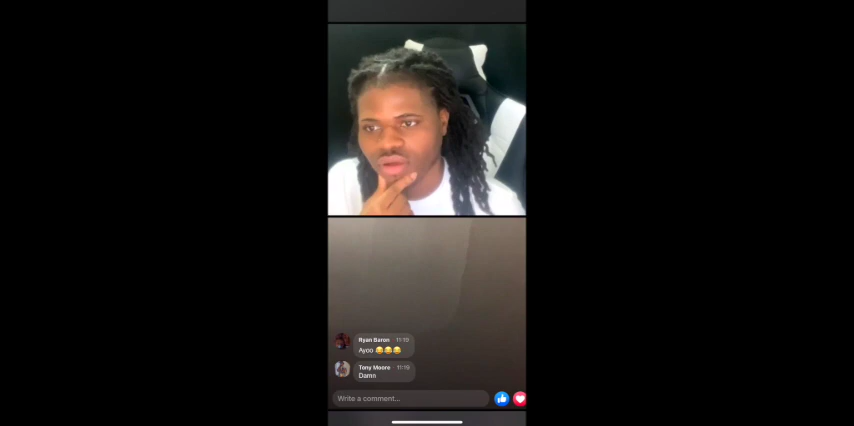 Ryan Baron · 11:19
Ayoo 😂😂😂
Tony Moore · 11:19
Damn
Write a comment...